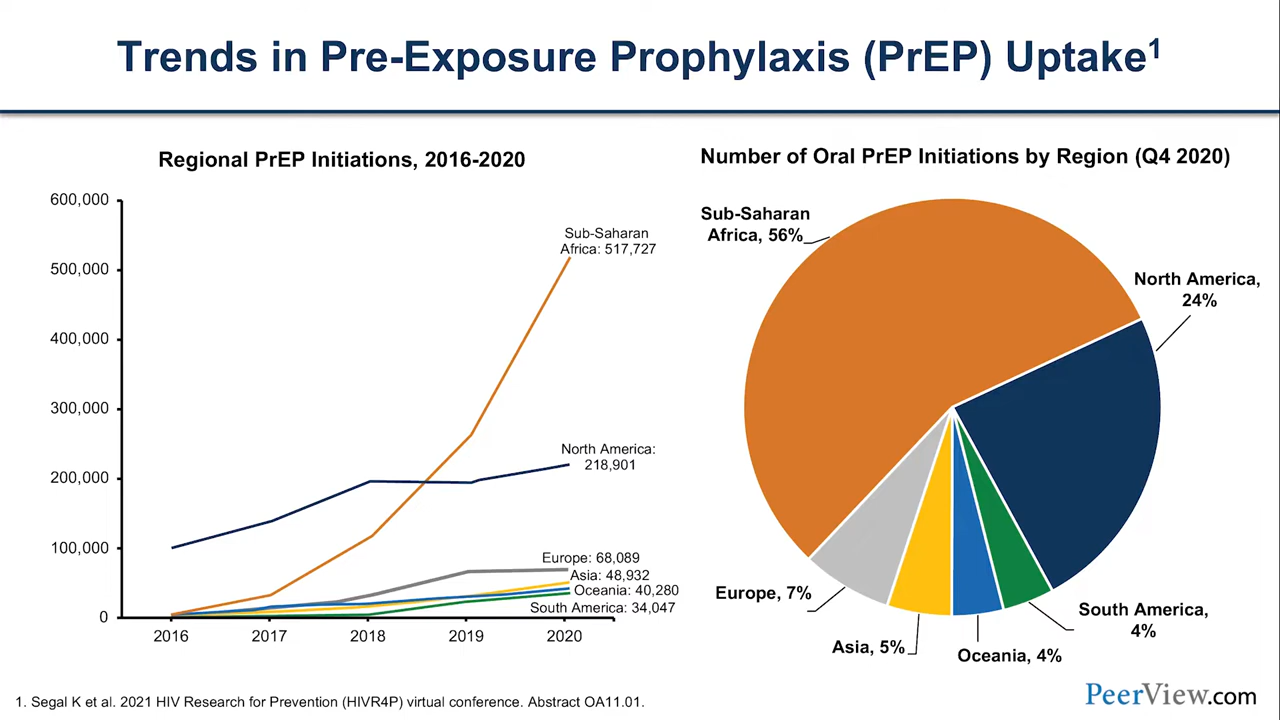 Trends in Pre-Exposure Prophylaxis (PrEP) Uptake¹
Regional PrEP Initiations, 2016-2020
600,000
500,000
400,000
300,000
200,000
100,000
0
2016 2017 2018 2019 2020
Sub-Saharan
Africa: 517,727
North America:
218,901
Europe: 68,089
Asia: 48,932
Oceania: 40,280
South America: 34,047
Number of Oral PrEP Initiations by Region (Q4 2020)
Sub-Saharan
Africa, 56%
North America,
24%
Europe, 7%
Asia, 5%
Oceania, 4%
South America,
4%
1. Segal K et al. 2021 HIV Research for Prevention (HIVR4P) virtual conference. Abstract OA11.01.
PeerView.com